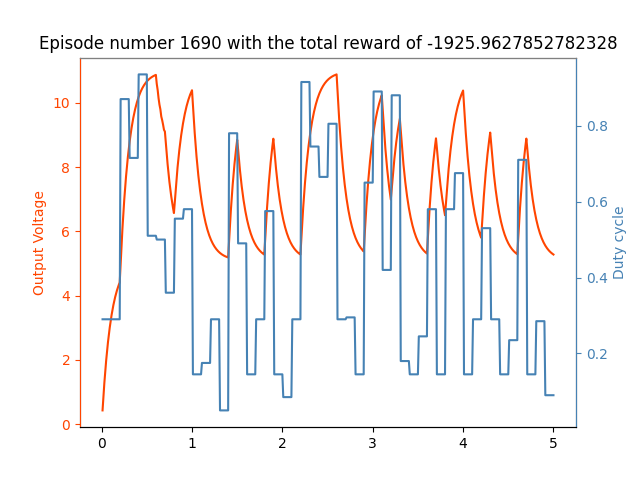 Episode number 1690 with the total reward of -1925.9627852782328
Output Voltage
10
8
6
4
2
0
0.8
0.6
0.4
0.2
Duty cycle
0 1 2 3 4 5